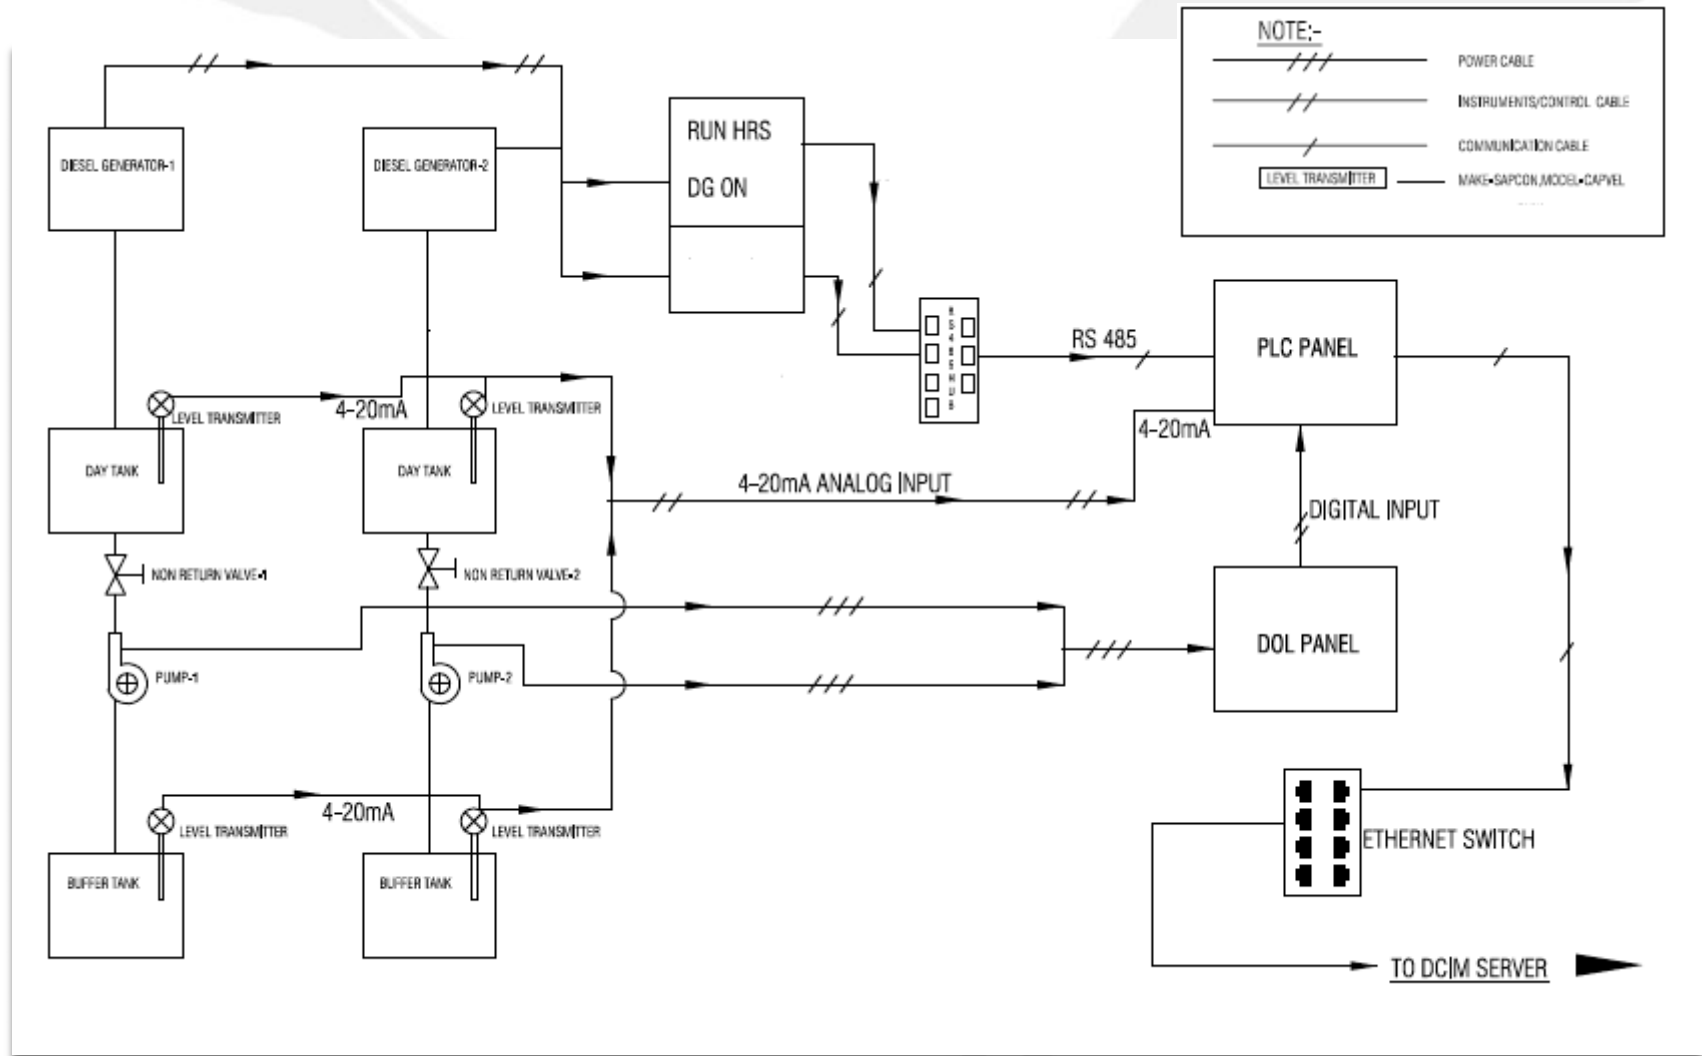 NOTE:-
POWER CABLE
INSTRUMENTS/CONTROL CABLE
COMMUNICATION CABLE
LEVEL TRANSMITTER
MAKE-SAPCON,MODEL-CAPVEL
DIESEL GENERATOR-1
DIESEL GENERATOR-2
RUN HRS
DG ON
RS 485
PLC PANEL
LEVEL TRANSMITTER
4-20mA
LEVEL TRANSMITTER
4-20mA
DAY TANK
DAY TANK
4-20mA ANALOG INPUT
DIGITAL INPUT
NON RETURN VALVE-1
NON RETURN VALVE-2
DOL PANEL
PUMP-1
PUMP-2
4-20mA
LEVEL TRANSMITTER
LEVEL TRANSMITTER
ETHERNET SWITCH
BUFFER TANK
BUFFER TANK
TO DCIM SERVER